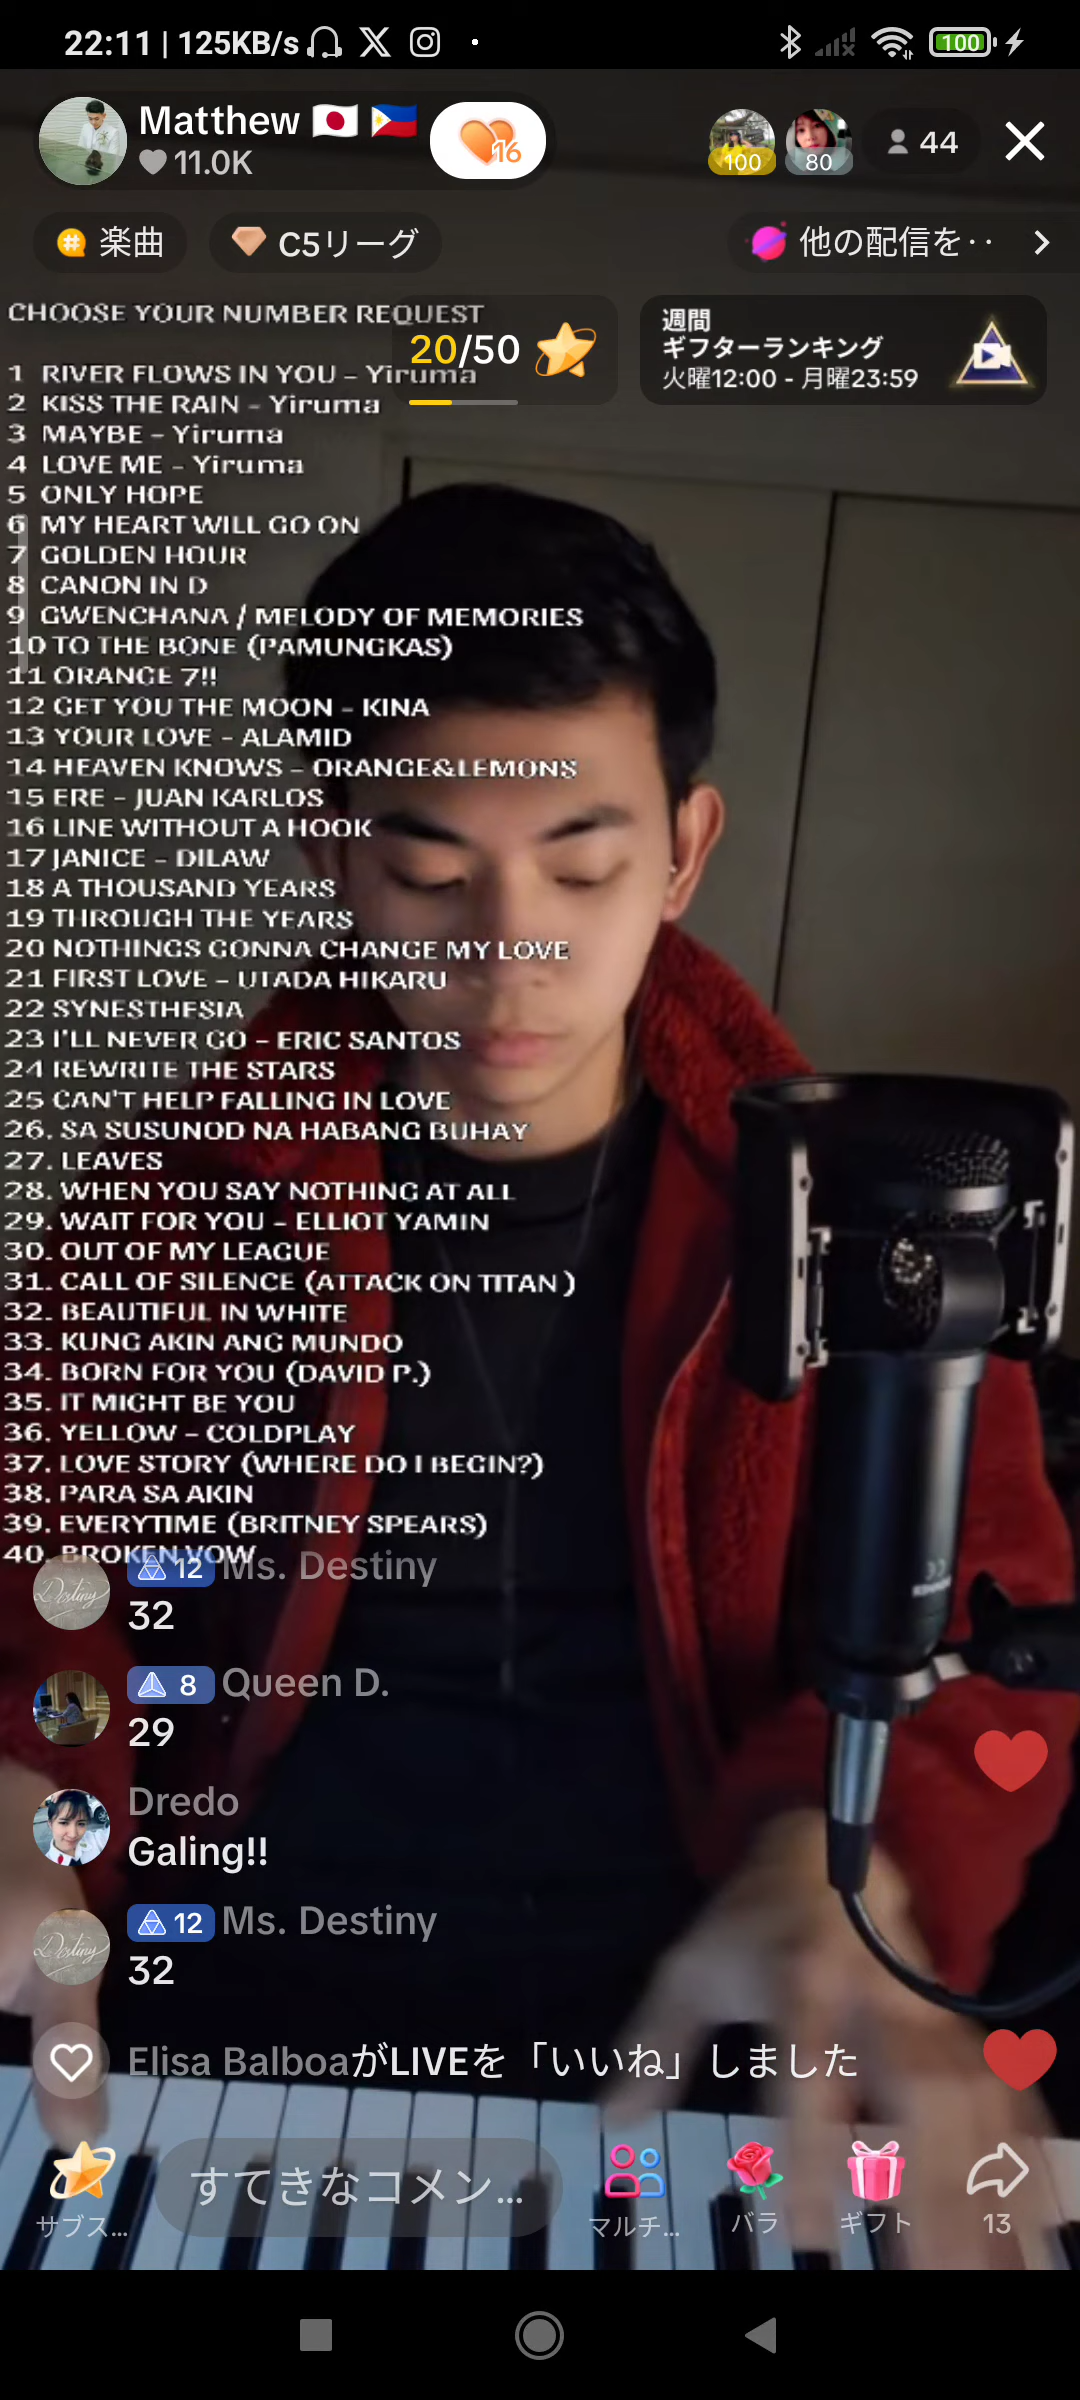 22:11 | 125KB/s
100
Matthew 🇯🇵 🇵🇭
11.0K
16
100
80
44
楽曲
C5リーグ
他の配信を‥
CHOOSE YOUR NUMBER REQUEST
20/50
週間
ギフターランキング
火曜12:00 - 月曜23:59
1 RIVER FLOWS IN YOU – Yiruma
2 KISS THE RAIN – Yiruma
3 MAYBE – Yiruma
4 LOVE ME – Yiruma
5 ONLY HOPE
6 MY HEART WILL GO ON
7 GOLDEN HOUR
8 CANON IN D
9 GWENCHANA / MELODY OF MEMORIES
10 TO THE BONE (PAMUNGKAS)
11 ORANGE 7!!
12 GET YOU THE MOON – KINA
13 YOUR LOVE – ALAMID
14 HEAVEN KNOWS – ORANGE&LEMONS
15 ERE – JUAN KARLOS
16 LINE WITHOUT A HOOK
17 JANICE – DILAW
18 A THOUSAND YEARS
19 THROUGH THE YEARS
20 NOTHINGS GONNA CHANGE MY LOVE
21 FIRST LOVE – UTADA HIKARU
22 SYNESTHESIA
23 I'LL NEVER GO – ERIC SANTOS
24 REWRITE THE STARS
25 CAN'T HELP FALLING IN LOVE
26. SA SUSUNOD NA HABANG BUHAY
27. LEAVES
28. WHEN YOU SAY NOTHING AT ALL
29. WAIT FOR YOU – ELLIOT YAMIN
30. OUT OF MY LEAGUE
31. CALL OF SILENCE (ATTACK ON TITAN )
32. BEAUTIFUL IN WHITE
33. KUNG AKIN ANG MUNDO
34. BORN FOR YOU (DAVID P.)
35. IT MIGHT BE YOU
36. YELLOW – COLDPLAY
37. LOVE STORY (WHERE DO I BEGIN?)
38. PARA SA AKIN
39. EVERYTIME (BRITNEY SPEARS)
40. BROKEN VOW
12 Ms. Destiny
32
8 Queen D.
29
Dredo
Galing!!
12 Ms. Destiny
32
Elisa BalboaがLIVEを「いいね」しました
すてきなコメン...
サブス...
マルチ...
バラ
ギフト
13